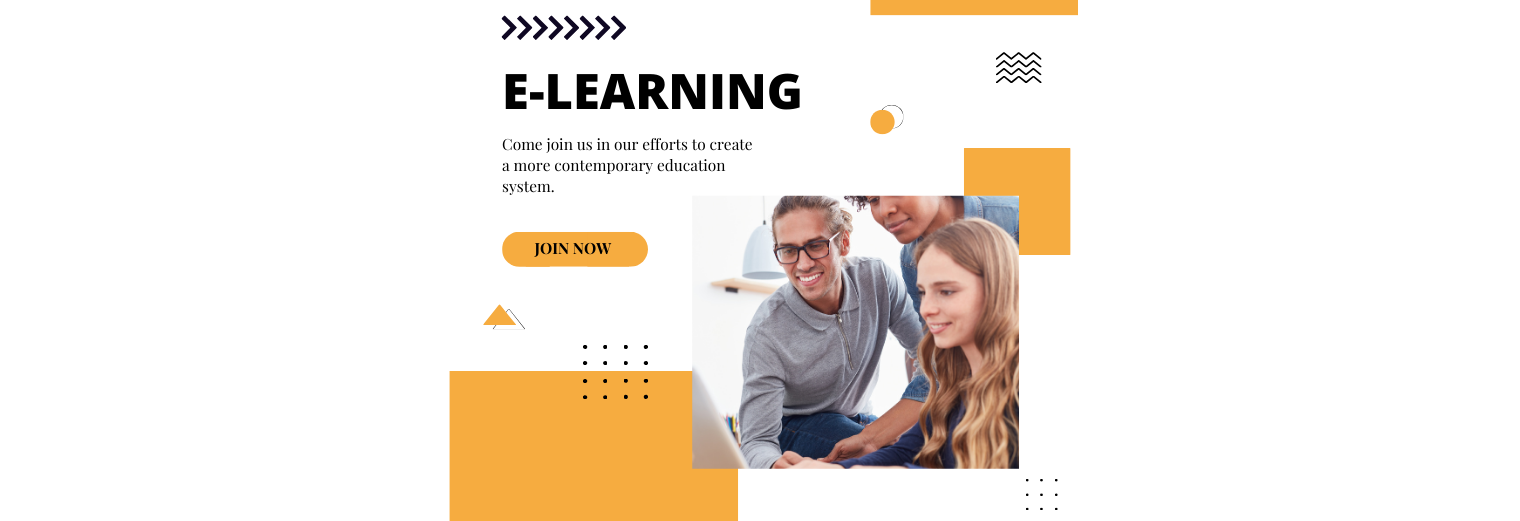 E-LEARNING
Come join us in our efforts to create
a more contemporary education
system.
JOIN NOW